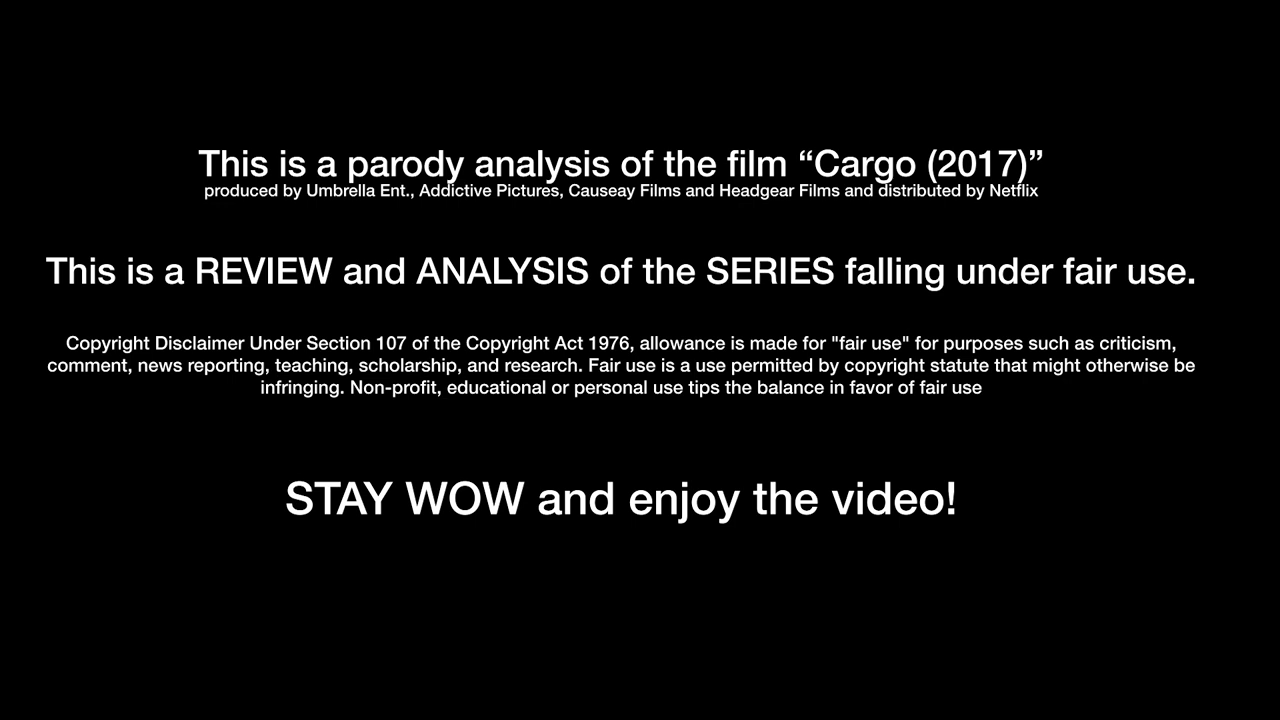 This is a parody analysis of the film “Cargo (2017)”
produced by Umbrella Ent., Addictive Pictures, Causeay Films and Headgear Films and distributed by Netflix
This is a REVIEW and ANALYSIS of the SERIES falling under fair use.
Copyright Disclaimer Under Section 107 of the Copyright Act 1976, allowance is made for "fair use" for purposes such as criticism,
comment, news reporting, teaching, scholarship, and research. Fair use is a use permitted by copyright statute that might otherwise be
infringing. Non-profit, educational or personal use tips the balance in favor of fair use
STAY WOW and enjoy the video!